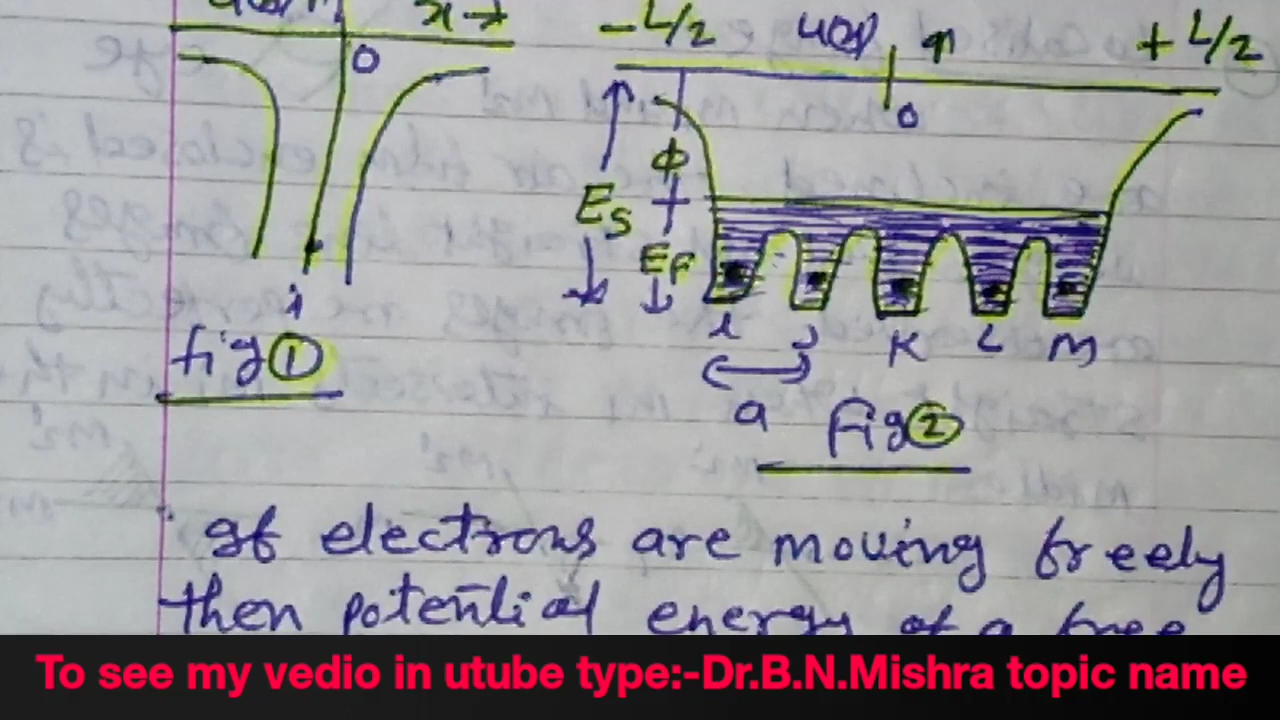 x→
-L/2 u(x) x + L/2
0
0
φ
Es
EF
i
i j K L M
fig ①
a
fig ②
If electrons are moving freely
then potential energy of a free
To see my vedio in utube type:-Dr.B.N.Mishra topic name